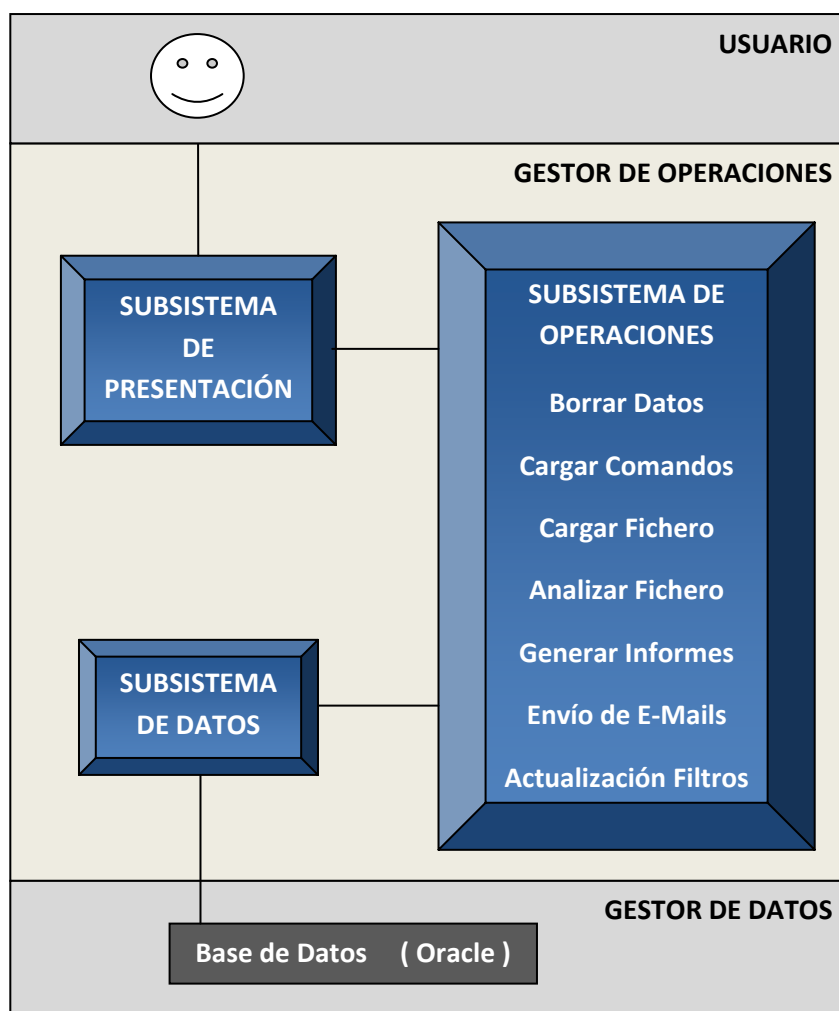 USUARIO
GESTOR DE OPERACIONES
SUBSISTEMA
DE
PRESENTACIÓN
SUBSISTEMA DE
OPERACIONES
Borrar Datos
Cargar Comandos
Cargar Fichero
Analizar Fichero
Generar Informes
Envío de E-Mails
Actualización Filtros
SUBSISTEMA
DE DATOS
GESTOR DE DATOS
Base de Datos ( Oracle )